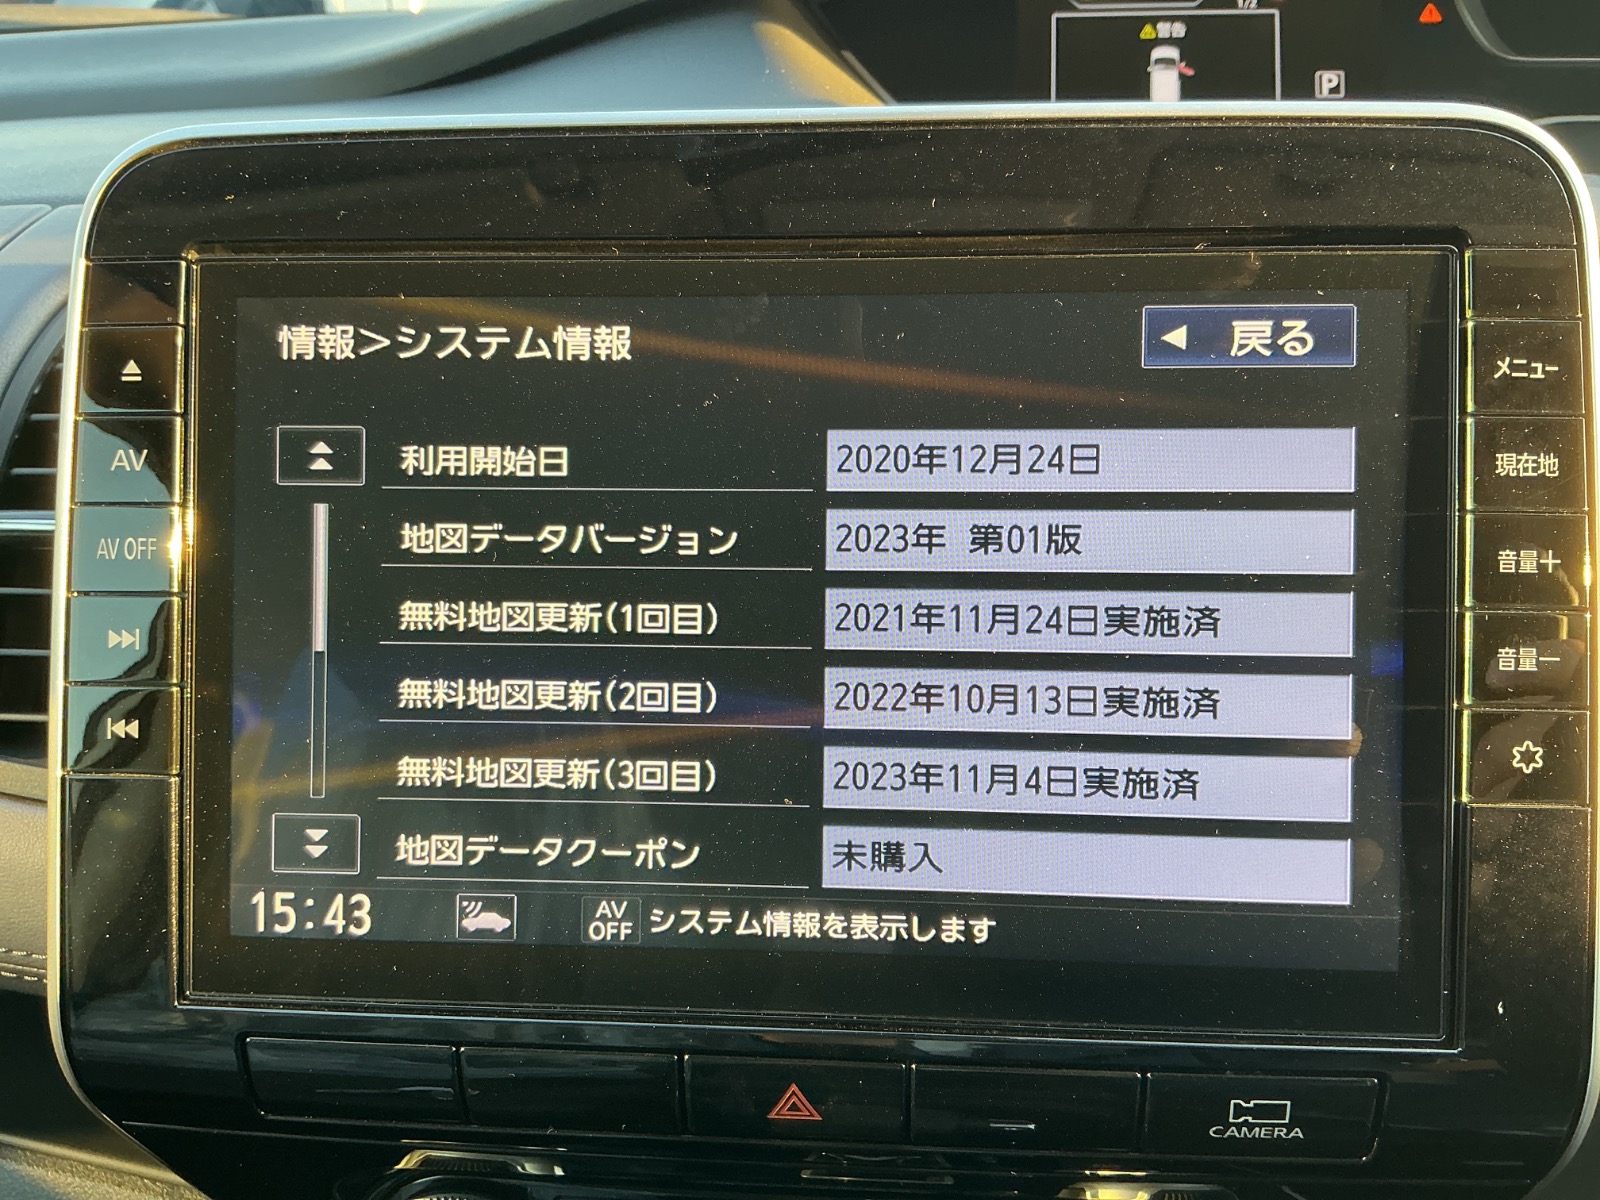 1/2
警告
P
情報>システム情報
戻る
利用開始日 2020年12月24日
地図データバージョン 2023年 第01版
無料地図更新(1回目) 2021年11月24日実施済
無料地図更新(2回目) 2022年10月13日実施済
無料地図更新(3回目) 2023年11月4日実施済
地図データクーポン 未購入
15:43
AV OFF
システム情報を表示します
AV
AV OFF
メニュー
現在地
音量+
音量-
CAMERA